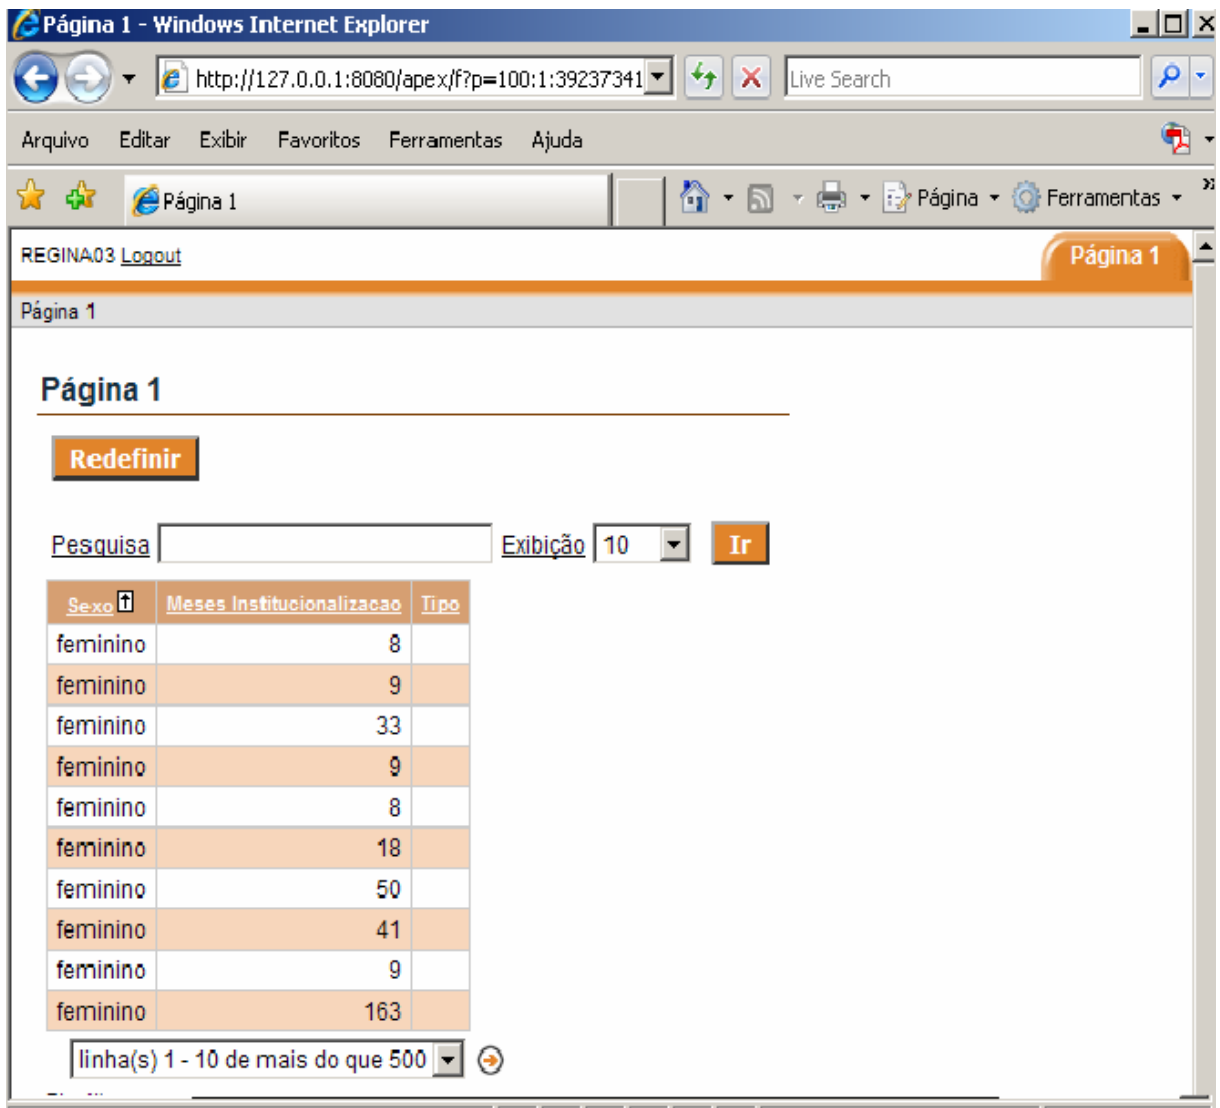 Página 1 - Windows Internet Explorer
http://127.0.0.1:8080/apex/f?p=100:1:39237341
Live Search
Arquivo Editar Exibir Favoritos Ferramentas Ajuda
Página 1
Página Ferramentas
REGINA03 Logout
Página 1
Página 1
Página 1
Redefinir
Pesquisa Exibição 10 Ir
Sexo Meses Institucionalizacao Tipo
feminino 8
feminino 9
feminino 33
feminino 9
feminino 8
feminino 18
feminino 50
feminino 41
feminino 9
feminino 163
linha(s) 1 - 10 de mais do que 500